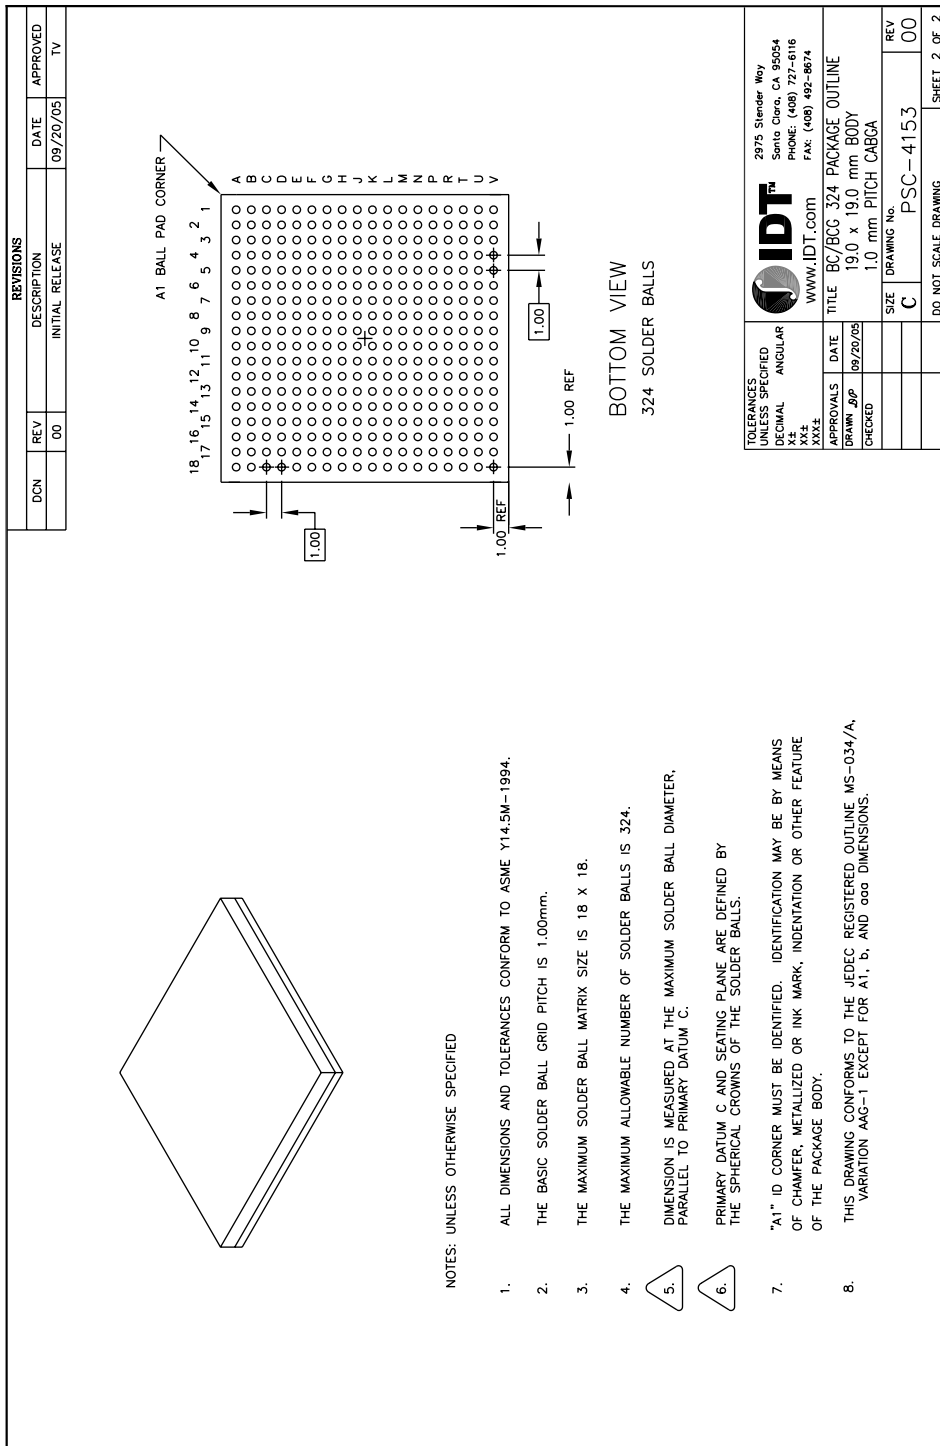 REVISIONS
DCN REV DESCRIPTION DATE APPROVED
00 INITIAL RELEASE 09/20/05 TV
A1 BALL PAD CORNER
18 17 16 15 14 13 12 11 10 9 8 7 6 5 4 3 2 1
A
B
C
D
E
F
G
H
J
K
L
M
N
P
R
T
U
V
1.00
1.00 REF
1.00 REF
1.00
BOTTOM VIEW
324 SOLDER BALLS
NOTES: UNLESS OTHERWISE SPECIFIED
1. ALL DIMENSIONS AND TOLERANCES CONFORM TO ASME Y14.5M-1994.
2. THE BASIC SOLDER BALL GRID PITCH IS 1.00mm.
3. THE MAXIMUM SOLDER BALL MATRIX SIZE IS 18 X 18.
4. THE MAXIMUM ALLOWABLE NUMBER OF SOLDER BALLS IS 324.
5. DIMENSION IS MEASURED AT THE MAXIMUM SOLDER BALL DIAMETER,
PARALLEL TO PRIMARY DATUM C.
6. PRIMARY DATUM C AND SEATING PLANE ARE DEFINED BY
THE SPHERICAL CROWNS OF THE SOLDER BALLS.
7. "A1" ID CORNER MUST BE IDENTIFIED. IDENTIFICATION MAY BE BY MEANS
OF CHAMFER, METALLIZED OR INK MARK, INDENTATION OR OTHER FEATURE
OF THE PACKAGE BODY.
8. THIS DRAWING CONFORMS TO THE JEDEC REGISTERED OUTLINE MS-034/A,
VARIATION AAG-1 EXCEPT FOR A1, b, AND aaa DIMENSIONS.
TOLERANCES
UNLESS SPECIFIED
DECIMAL ANGULAR
X±
XX±
XXX±
APPROVALS DATE
DRAWN 09/20/05
CHECKED
IDT™
www.IDT.com
2975 Stender Way
Santa Clara, CA 95054
PHONE: (408) 727-6116
FAX: (408) 492-8674
TITLE BC/BCG 324 PACKAGE OUTLINE
19.0 x 19.0 mm BODY
1.0 mm PITCH CABGA
SIZE DRAWING No. REV
C PSC-4153 00
DO NOT SCALE DRAWING SHEET 2 OF 2